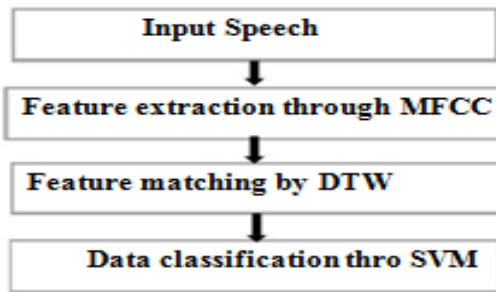 Input Speech
Feature extraction through MFCC
Feature matching by DTW
Data classification thro SVM